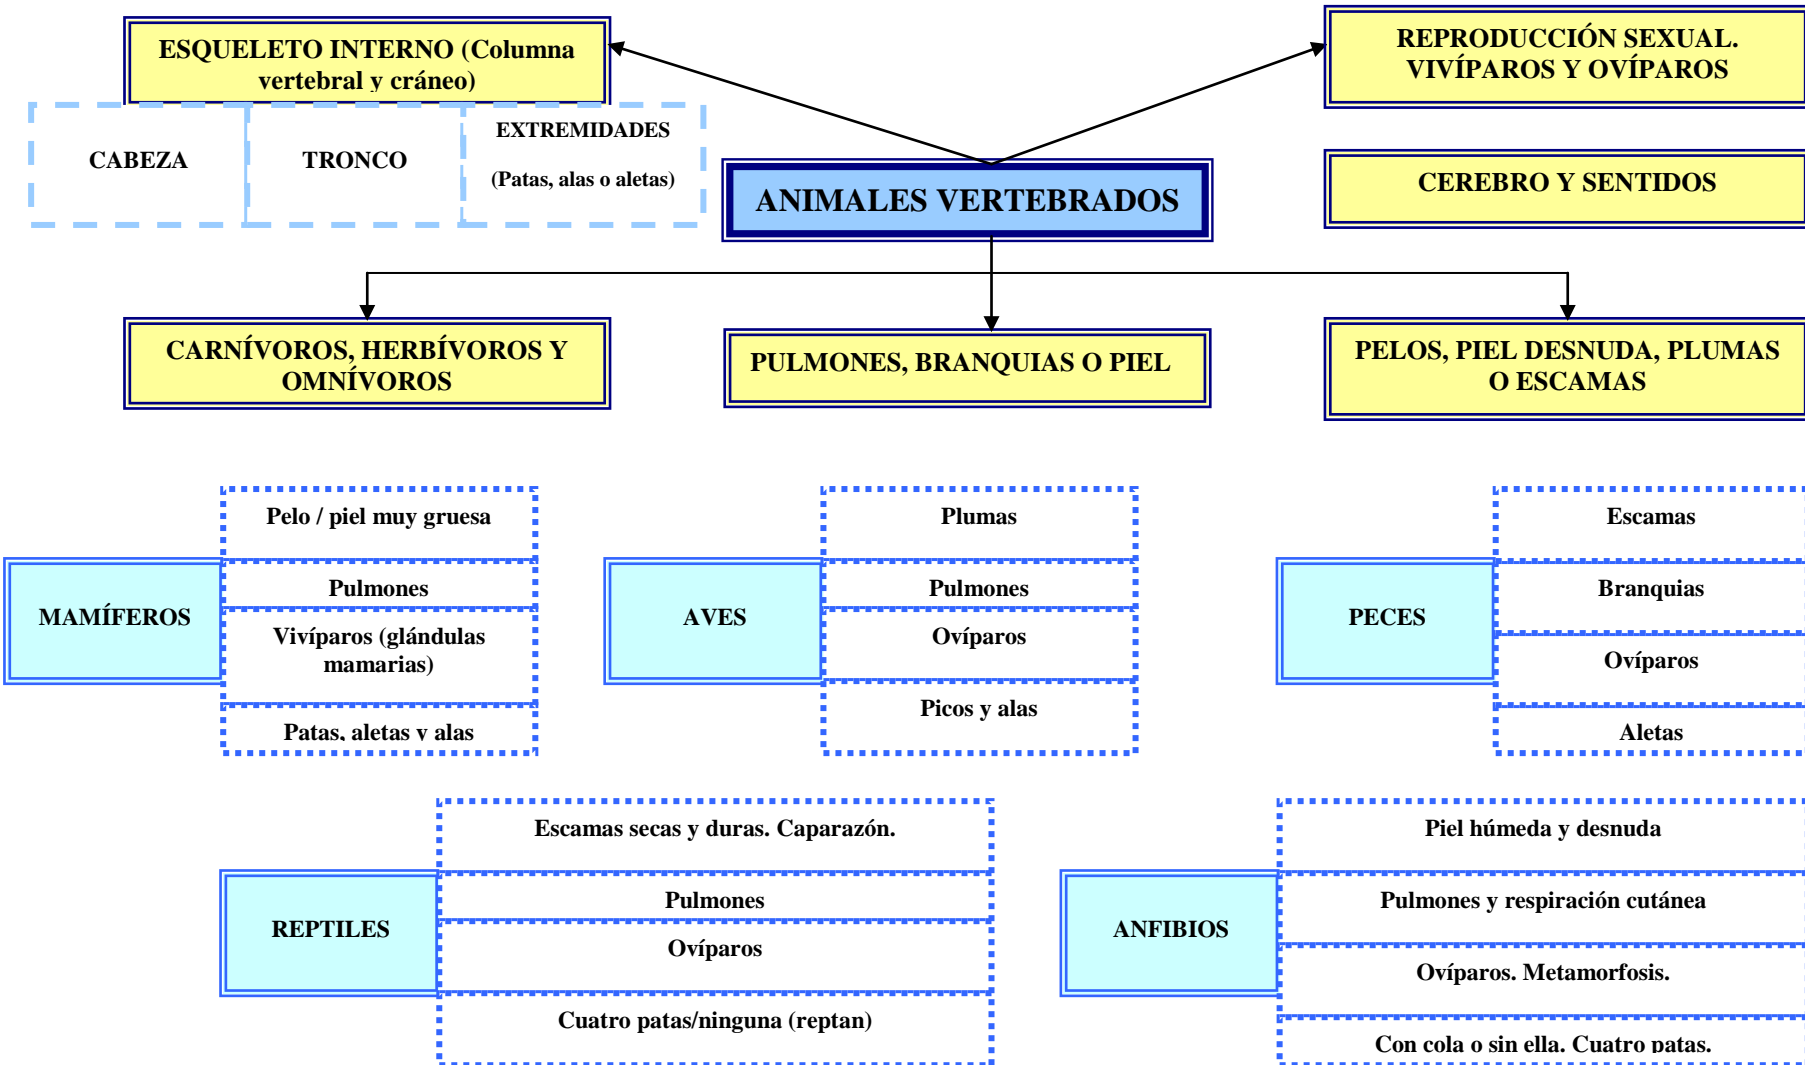 ESQUELETO INTERNO (Columna
vertebral y cráneo)
REPRODUCCIÓN SEXUAL.
VIVÍPAROS Y OVÍPAROS
CABEZA
TRONCO
EXTREMIDADES
(Patas, alas o aletas)
ANIMALES VERTEBRADOS
CEREBRO Y SENTIDOS
CARNÍVOROS, HERBÍVOROS Y
OMNÍVOROS
PULMONES, BRANQUIAS O PIEL
PELOS, PIEL DESNUDA, PLUMAS
O ESCAMAS
MAMÍFEROS
Pelo / piel muy gruesa
Pulmones
Vivíparos (glándulas
mamarias)
Patas, aletas y alas
AVES
Plumas
Pulmones
Ovíparos
Picos y alas
PECES
Escamas
Branquias
Ovíparos
Aletas
REPTILES
Escamas secas y duras. Caparazón.
Pulmones
Ovíparos
Cuatro patas/ninguna (reptan)
ANFIBIOS
Piel húmeda y desnuda
Pulmones y respiración cutánea
Ovíparos. Metamorfosis.
Con cola o sin ella. Cuatro patas.